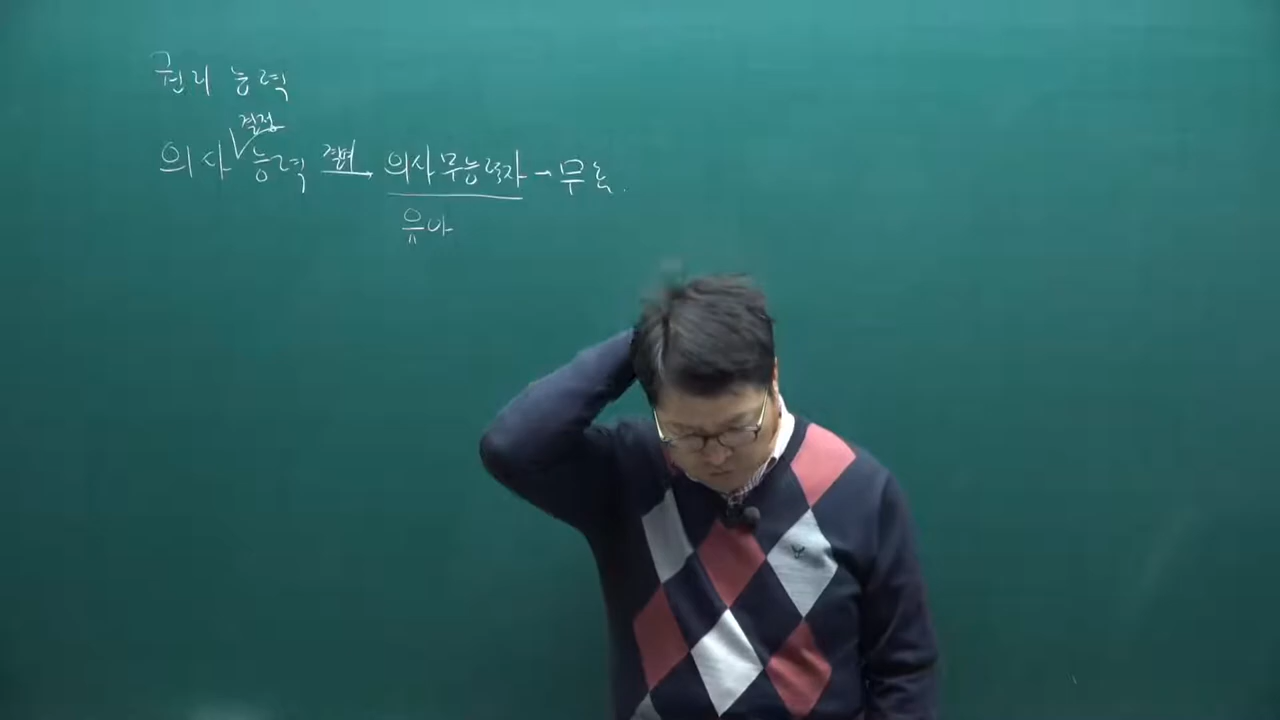 권리 능력
결정
의사 능력 결여 → 의사무능력자 - 무효.
유아